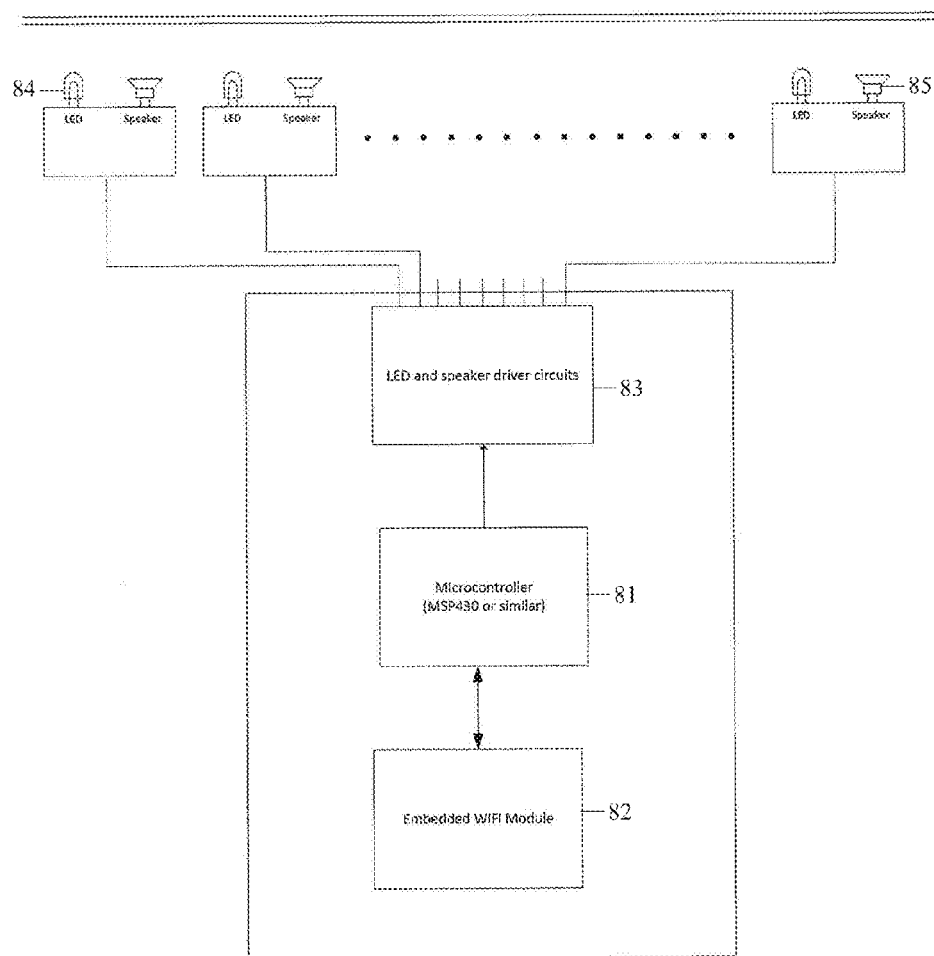 84
85
LED Speaker
LED Speaker
LED Speaker
LED and speaker driver circuits
83
Microcontroller
(MSP430 or similar)
81
Embedded WIFI Module
82